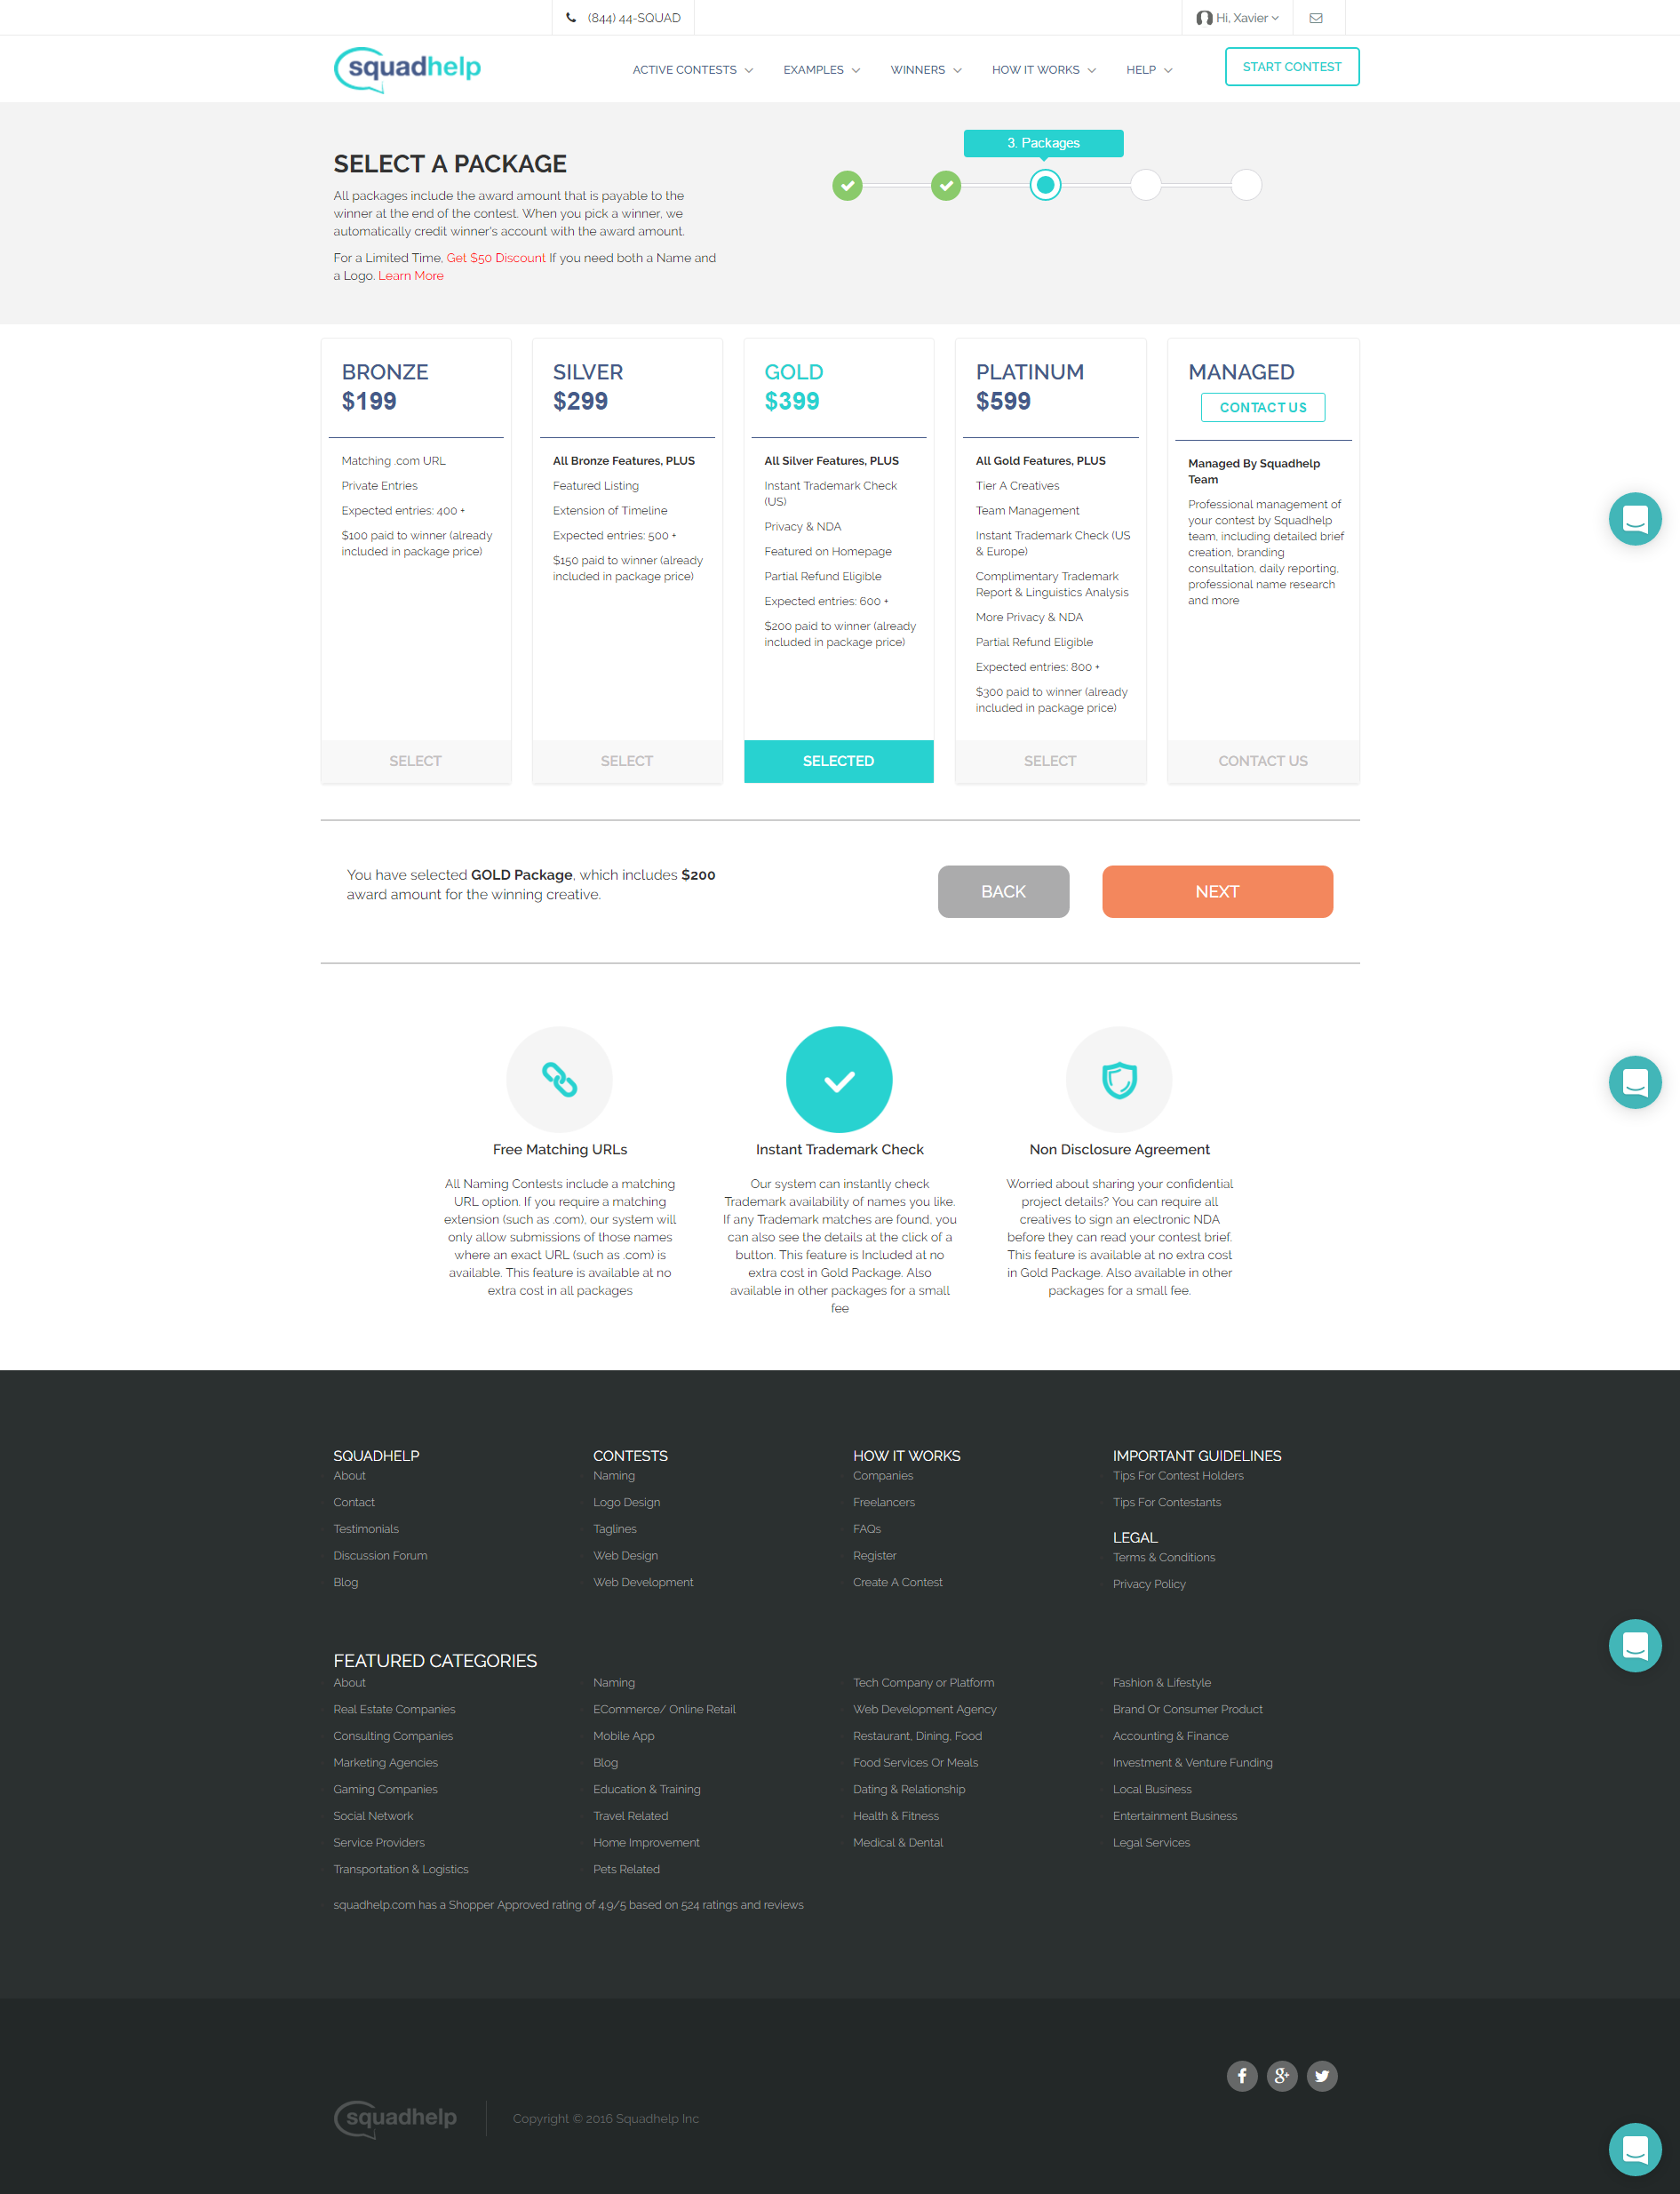 (844) 44-SQUAD
Hi, Xavier
squadhelp
ACTIVE CONTESTS
EXAMPLES
WINNERS
HOW IT WORKS
HELP
START CONTEST
SELECT A PACKAGE
All packages include the award amount that is payable to the
winner at the end of the contest. When you pick a winner, we
automatically credit winner's account with the award amount.
For a Limited Time, Get $50 Discount If you need both a Name and
a Logo. Learn More
3. Packages
BRONZE
$199
Matching .com URL
Private Entries
Expected entries: 400 +
$100 paid to winner (already
included in package price)
SELECT
SILVER
$299
All Bronze Features, PLUS
Featured Listing
Extension of Timeline
Expected entries: 500 +
$150 paid to winner (already
included in package price)
SELECT
GOLD
$399
All Silver Features, PLUS
Instant Trademark Check
(US)
Privacy & NDA
Featured on Homepage
Partial Refund Eligible
Expected entries: 600 +
$200 paid to winner (already
included in package price)
SELECTED
PLATINUM
$599
All Gold Features, PLUS
Tier A Creatives
Team Management
Instant Trademark Check (US
& Europe)
Complimentary Trademark
Report & Linguistics Analysis
More Privacy & NDA
Partial Refund Eligible
Expected entries: 800 +
$300 paid to winner (already
included in package price)
SELECT
MANAGED
CONTACT US
Managed By Squadhelp
Team
Professional management of
your contest by Squadhelp
team, including detailed brief
creation, branding
consultation, daily reporting,
professional name research
and more
CONTACT US
You have selected GOLD Package, which includes $200
award amount for the winning creative.
BACK
NEXT
Free Matching URLs
All Naming Contests include a matching
URL option. If you require a matching
extension (such as .com), our system will
only allow submissions of those names
where an exact URL (such as .com) is
available. This feature is available at no
extra cost in all packages
Instant Trademark Check
Our system can instantly check
Trademark availability of names you like.
If any Trademark matches are found, you
can also see the details at the click of a
button. This feature is Included at no
extra cost in Gold Package. Also
available in other packages for a small
fee
Non Disclosure Agreement
Worried about sharing your confidential
project details? You can require all
creatives to sign an electronic NDA
before they can read your contest brief.
This feature is available at no extra cost
in Gold Package. Also available in other
packages for a small fee.
SQUADHELP
About
Contact
Testimonials
Discussion Forum
Blog
CONTESTS
Naming
Logo Design
Taglines
Web Design
Web Development
HOW IT WORKS
Companies
Freelancers
FAQs
Register
Create A Contest
IMPORTANT GUIDELINES
Tips For Contest Holders
Tips For Contestants
LEGAL
Terms & Conditions
Privacy Policy
FEATURED CATEGORIES
About
Real Estate Companies
Consulting Companies
Marketing Agencies
Gaming Companies
Social Network
Service Providers
Transportation & Logistics
Naming
ECommerce/ Online Retail
Mobile App
Blog
Education & Training
Travel Related
Home Improvement
Pets Related
Tech Company or Platform
Web Development Agency
Restaurant, Dining, Food
Food Services Or Meals
Dating & Relationship
Health & Fitness
Medical & Dental
Fashion & Lifestyle
Brand Or Consumer Product
Accounting & Finance
Investment & Venture Funding
Local Business
Entertainment Business
Legal Services
squadhelp.com has a Shopper Approved rating of 4.9/5 based on 524 ratings and reviews
squadhelp
Copyright © 2016 Squadhelp Inc